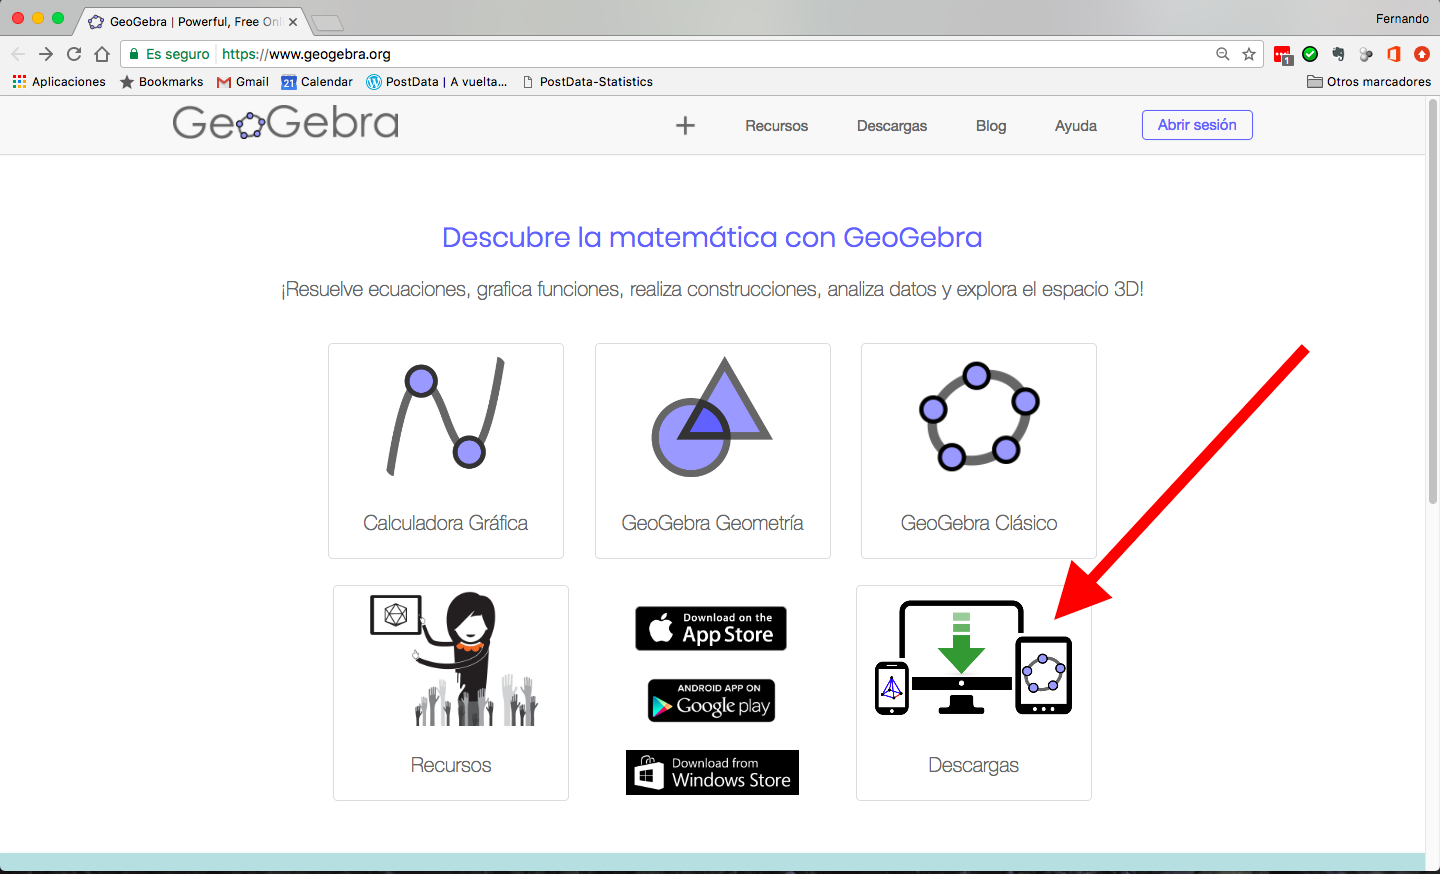 GeoGebra | Powerful, Free Onli
Fernando
Es seguro
https://www.geogebra.org
1
Aplicaciones
Bookmarks
Gmail
21
Calendar
PostData | A vuelta...
PostData-Statistics
Otros marcadores
GeoGebra
Recursos
Descargas
Blog
Ayuda
Abrir sesión
Descubre la matemática con GeoGebra
¡Resuelve ecuaciones, grafica funciones, realiza construcciones, analiza datos y explora el espacio 3D!
Calculadora Gráfica
GeoGebra Geometría
GeoGebra Clásico
Download on the
App Store
ANDROID APP ON
Google play
Download from
Windows Store
Recursos
Descargas